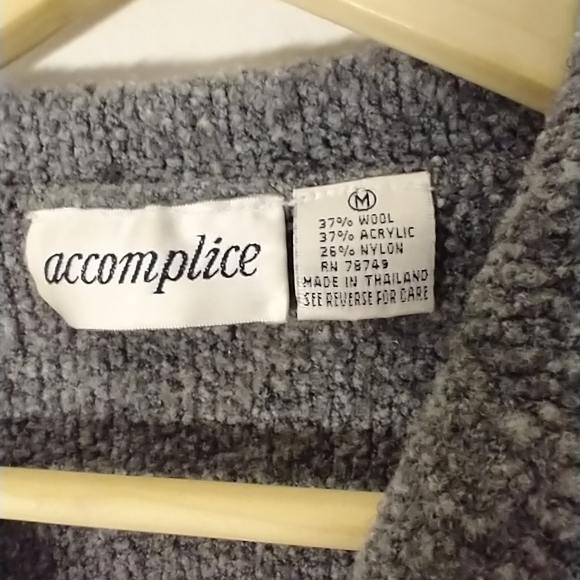 accomplice
M
37% WOOL
37% ACRYLIC
26% NYLON
RN 78749
MADE IN THAILAND
SEE REVERSE FOR CARE